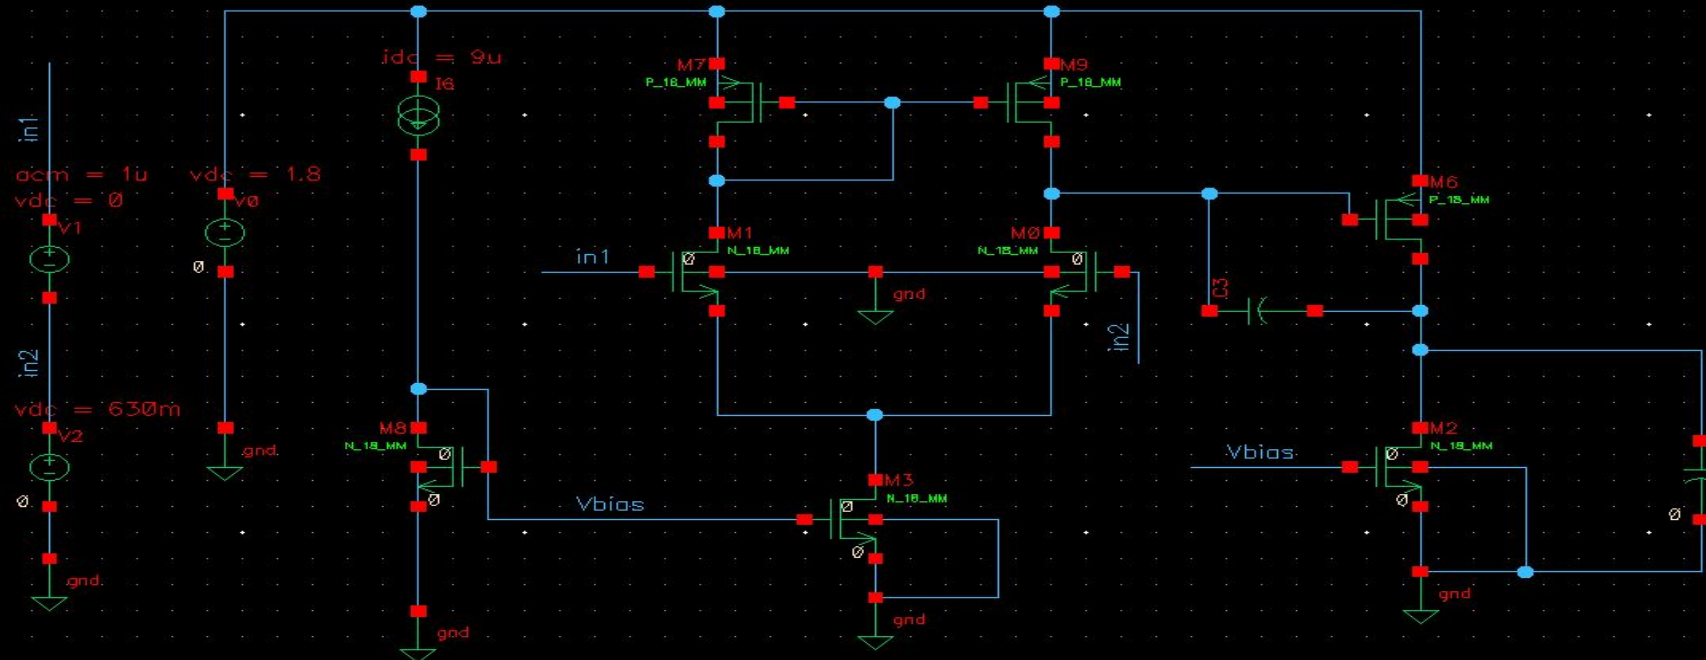 idc = 9u
I6
M7
P_18_MM
M9
P_18_MM
in1
acm = 1u
vdc = 0
V1
vdc = 1.8
V0
0
M6
P_18_MM
M1
N_18_MM
0
M0
N_18_MM
0
in1
gnd
C3
in2
in2
vdc = 630m
V2
0
gnd
gnd
M8
N_18_MM
0
0
gnd
Vbias
M3
N_18_MM
0
0
gnd
Vbias
M2
N_18_MM
0
0
gnd
0